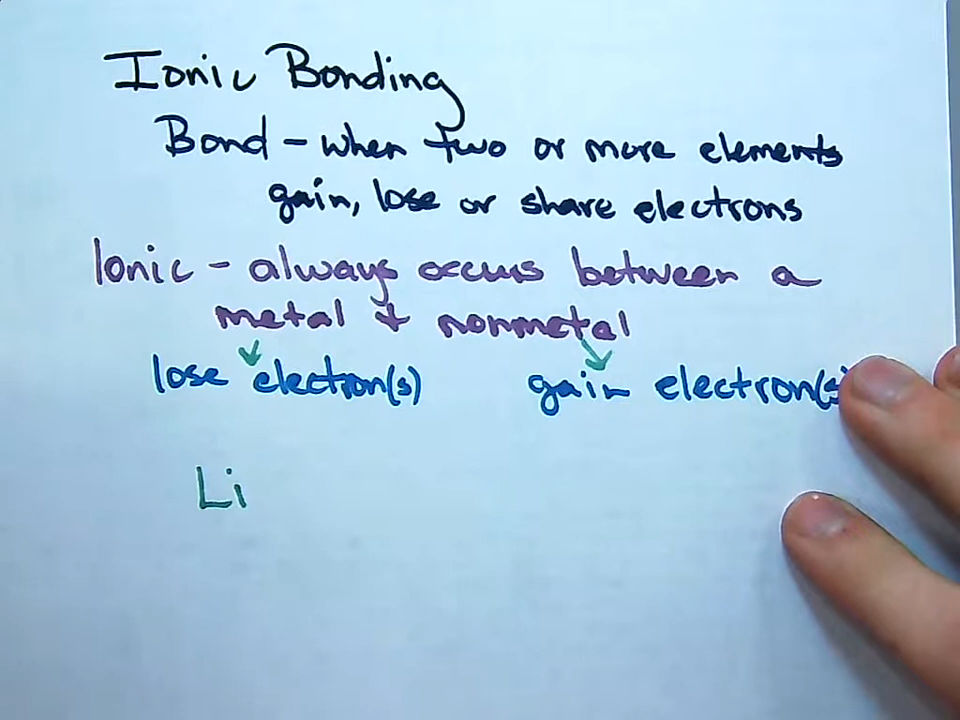 Ionic Bonding
Bond - when two or more elements
gain, lose or share electrons
Ionic - always occurs between a
metal + nonmetal
lose electron(s) gain electron(s)
Li